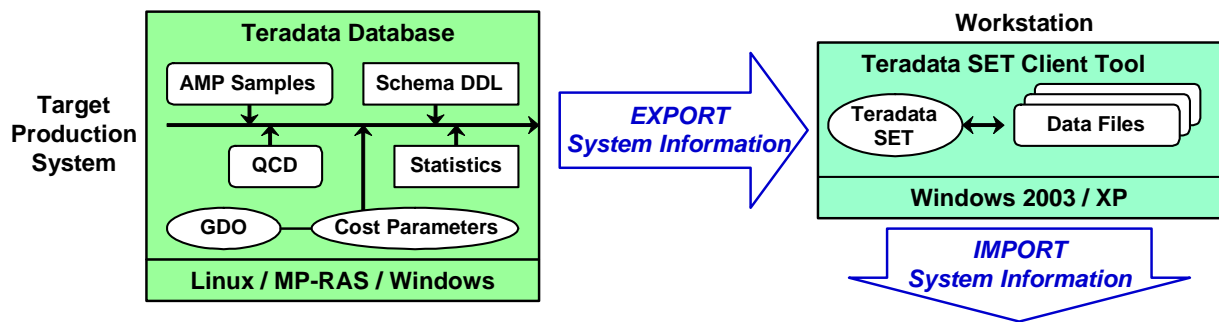 Target
Production
System
Teradata Database
AMP Samples
Schema DDL
QCD
Statistics
GDO
Cost Parameters
Linux / MP-RAS / Windows
EXPORT
System Information
Workstation
Teradata SET Client Tool
Teradata
SET
Data Files
Windows 2003 / XP
IMPORT
System Information